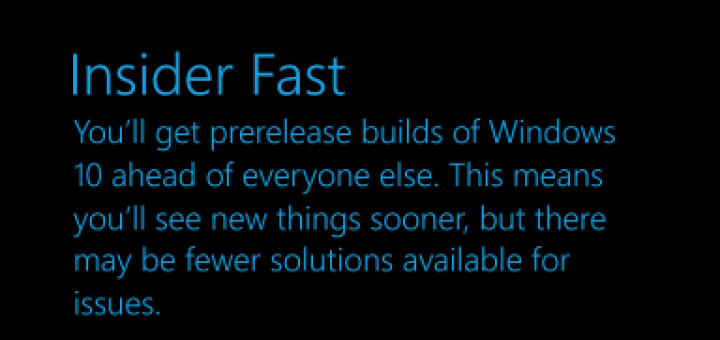 Insider Fast
You'll get prerelease builds of Windows
10 ahead of everyone else. This means
you'll see new things sooner, but there
may be fewer solutions available for
issues.